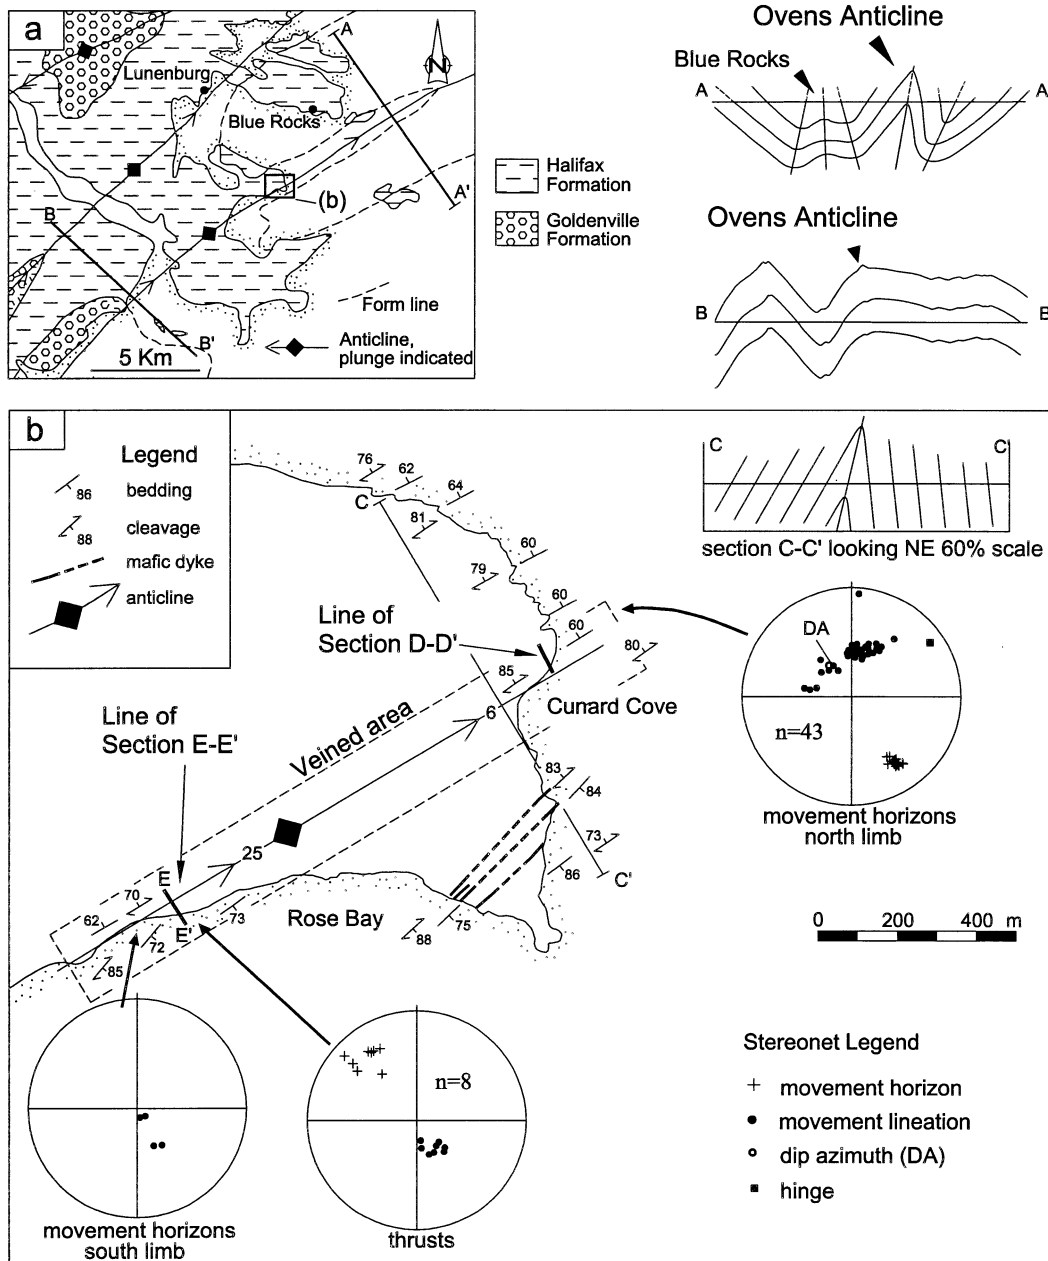 a
A
Lunenburg
N
Blue Rocks
A'
B
(b)
Form line
B'
Anticline,
plunge indicated
5 Km
Halifax
Formation
Goldenville
Formation
Ovens Anticline
Blue Rocks
A
A'
Ovens Anticline
B
B'
b
Legend
86
bedding
88
cleavage
mafic dyke
anticline
76
62
64
C
81
60
79
60
60
80
Line of
Section D-D'
85
6
Cunard Cove
Veined area
Line of
Section E-E'
83
84
25
73
E
70
86
C'
62
E'
73
72
Rose Bay
75
88
85
C
C'
section C-C' looking NE 60% scale
DA
n=43
movement horizons
north limb
0 200 400 m
n=8
movement horizons
south limb
thrusts
Stereonet Legend
movement horizon
movement lineation
dip azimuth (DA)
hinge